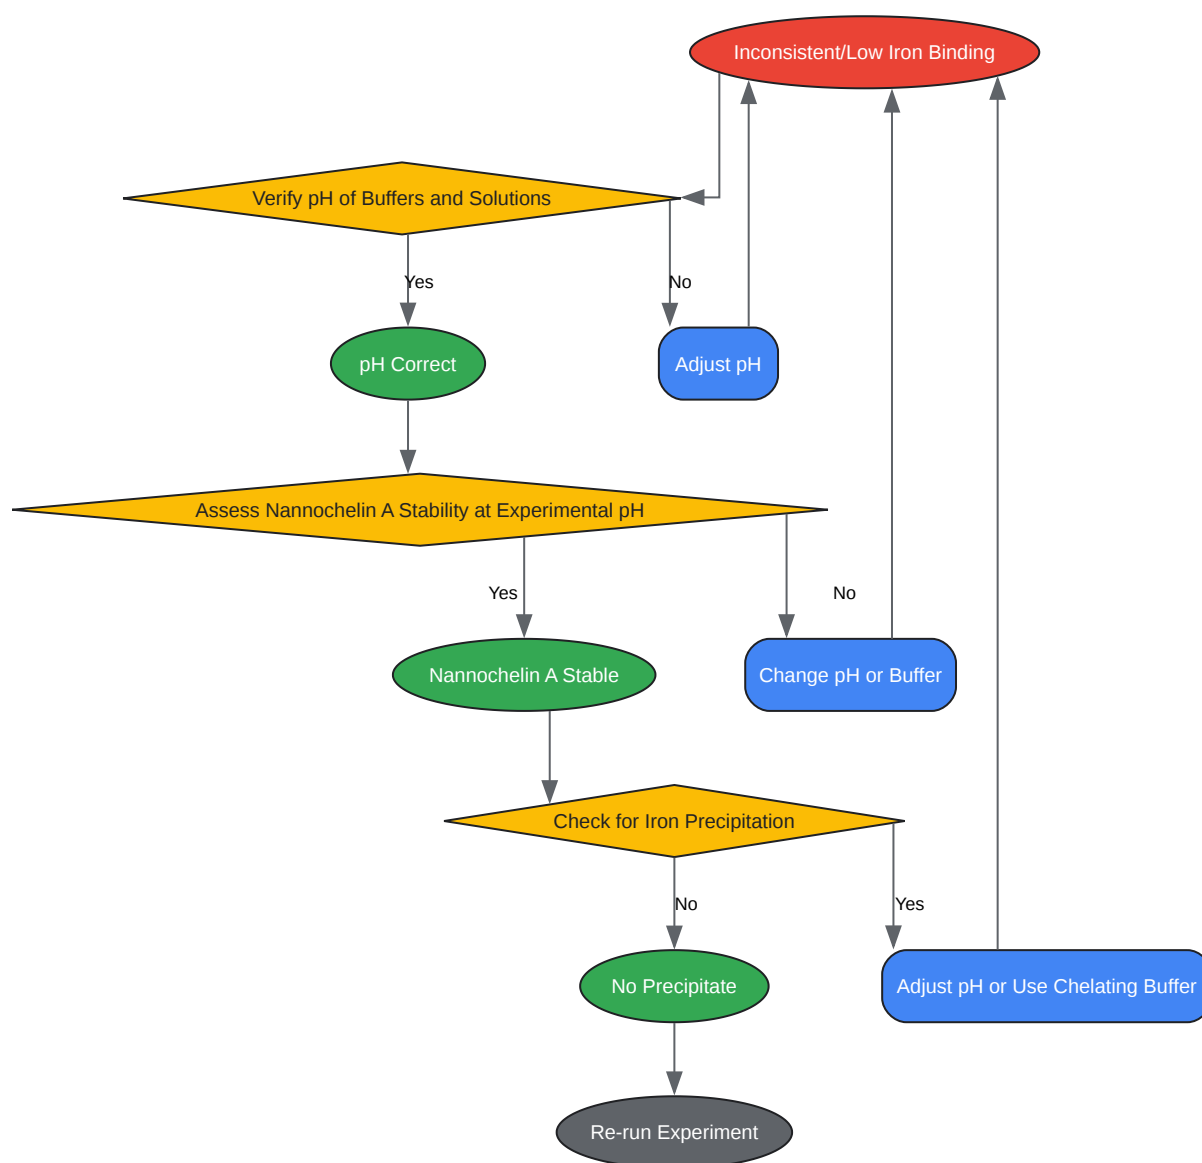 Inconsistent/Low Iron Binding
Verify pH of Buffers and Solutions
Yes
No
pH Correct
Adjust pH
Assess Nannochelin A Stability at Experimental pH
Yes
No
Nannochelin A Stable
Change pH or Buffer
Check for Iron Precipitation
No
Yes
No Precipitate
Adjust pH or Use Chelating Buffer
Re-run Experiment